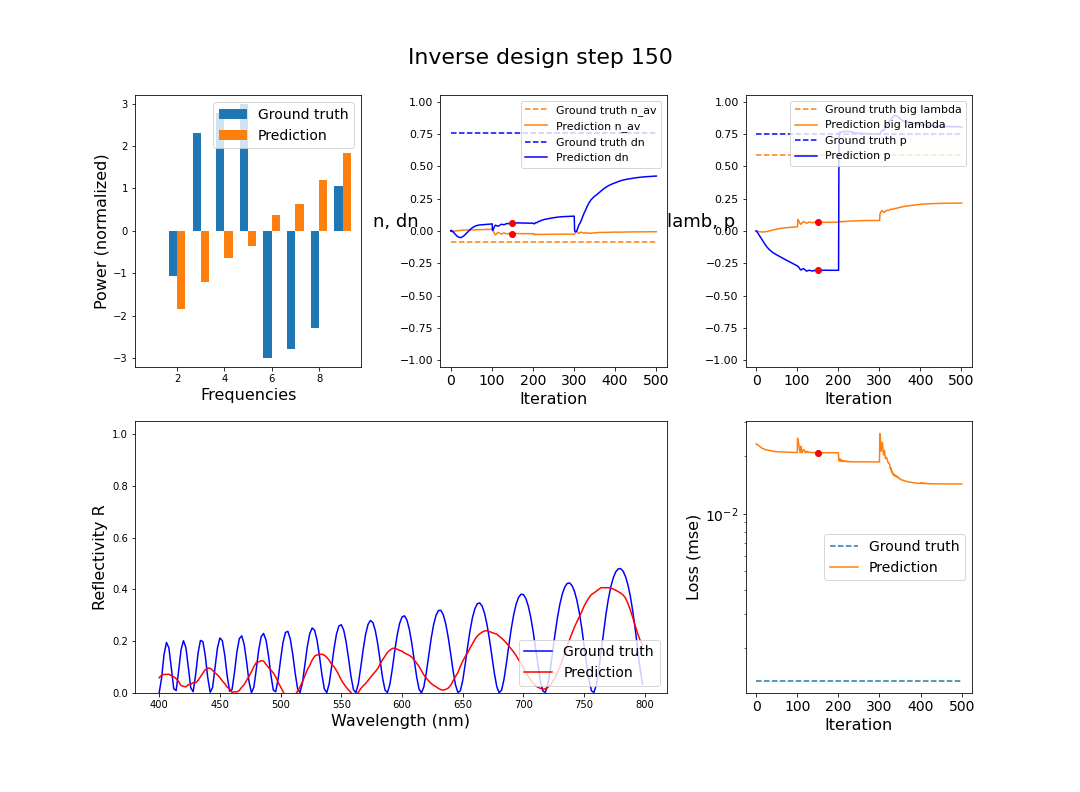 Inverse design step 150
Power (normalized)
3
2
1
0
−1
−2
−3
2
4
6
8
Frequencies
Ground truth
Prediction
n, dn
1.00
0.75
0.50
0.25
0.00
−0.25
−0.50
−0.75
−1.00
0
100
200
300
400
500
Iteration
Ground truth n_av
Prediction n_av
Ground truth dn
Prediction dn
lamb, p
1.00
0.75
0.50
0.25
0.00
−0.25
−0.50
−0.75
−1.00
0
100
200
300
400
500
Iteration
Ground truth big lambda
Prediction big lambda
Ground truth p
Prediction p
Reflectivity R
1.0
0.8
0.6
0.4
0.2
0.0
400
450
500
550
600
650
700
750
800
Wavelength (nm)
Ground truth
Prediction
Loss (mse)
10−2
0
100
200
300
400
500
Iteration
Ground truth
Prediction